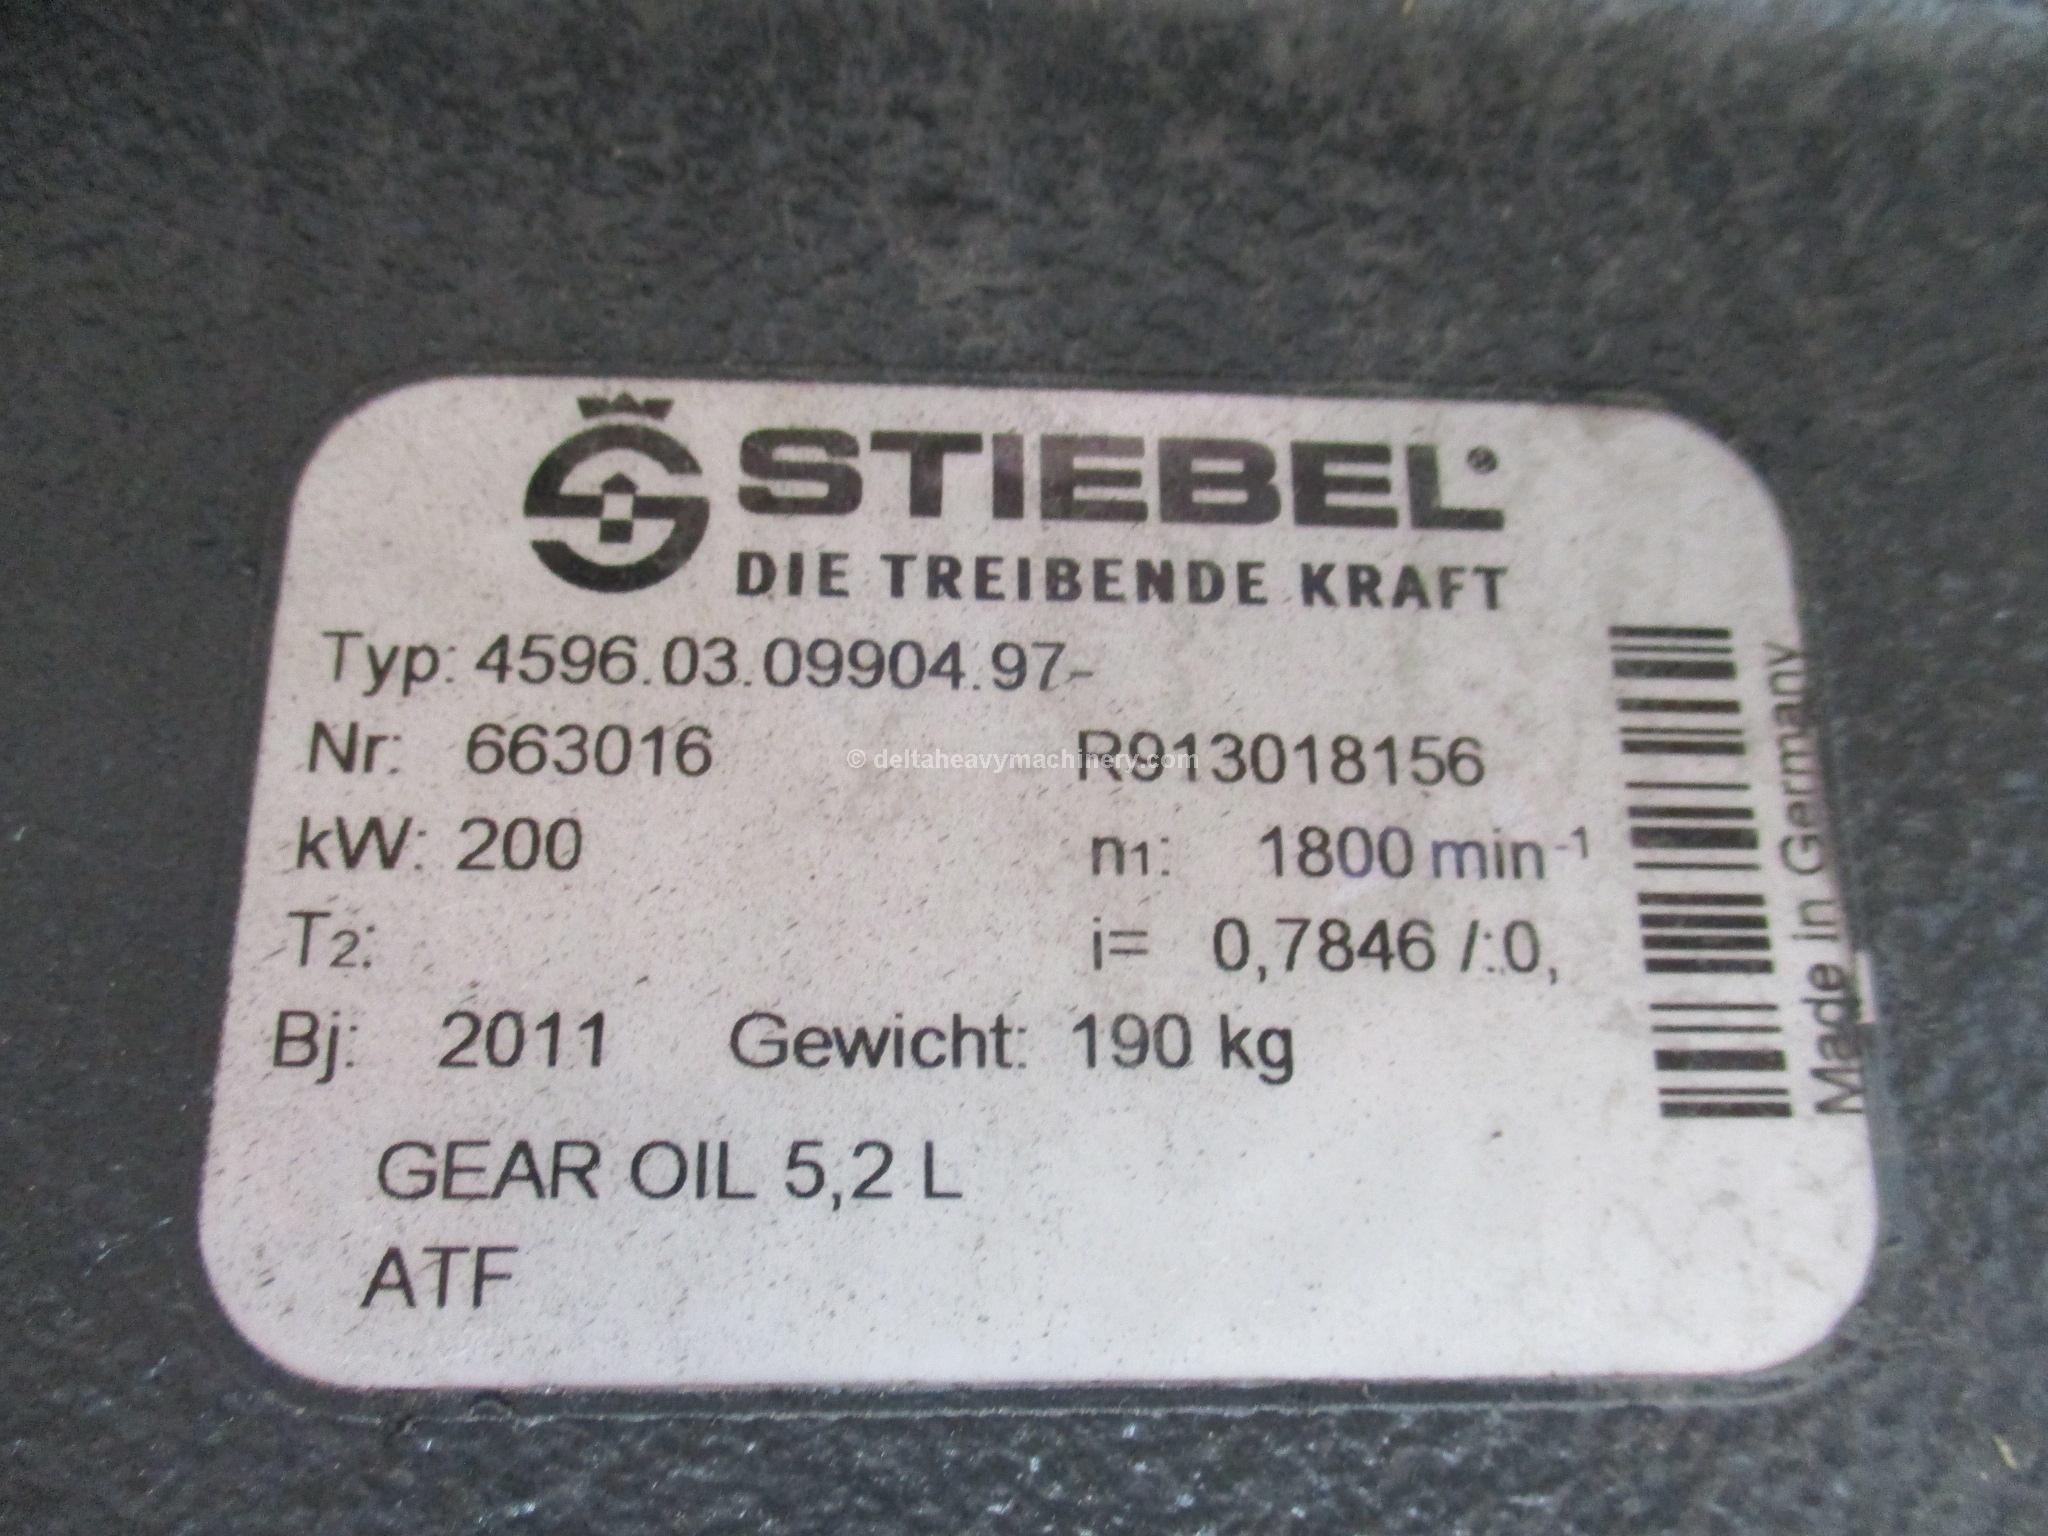 STIEBEL®
DIE TREIBENDE KRAFT
Typ: 4596.03.09904.97-
Nr: 663016 R913018156
© deltaheavymachinery.com
kW: 200 n1: 1800 min-1
T2: i= 0,7846 /:0,
Bj: 2011 Gewicht: 190 kg
GEAR OIL 5,2 L
ATF
Made in Germany